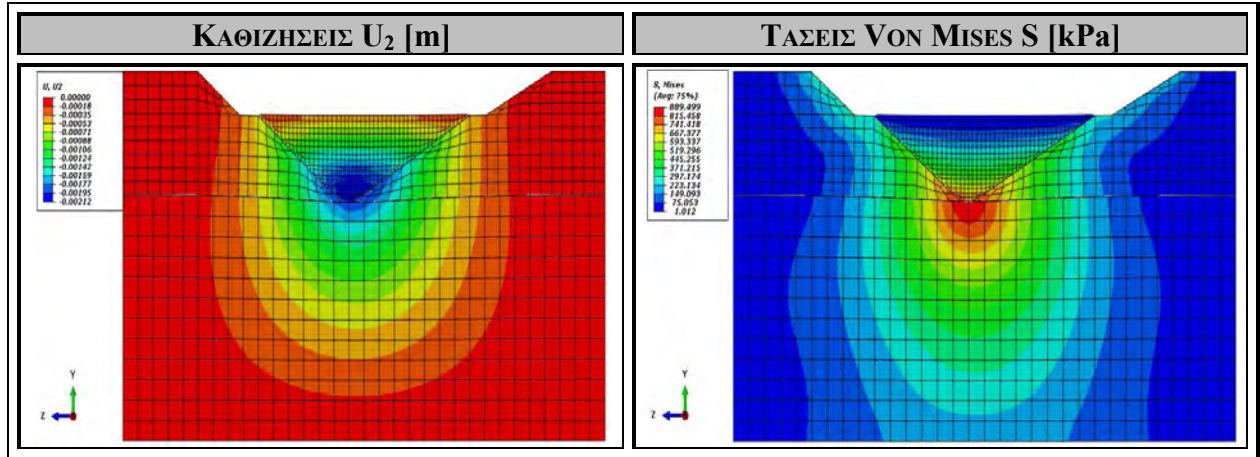 ΚΑΘΙΖΗΣΕΙΣ U2 [m]
ΤΑΣΕΙΣ VON MISES S [kPa]
U, U2
0.00000
-0.00018
-0.00035
-0.00053
-0.00071
-0.00088
-0.00106
-0.00124
-0.00142
-0.00159
-0.00177
-0.00195
-0.00212
Y
Z
S, Mises
(Avg: 75%)
889.499
815.458
741.418
667.377
593.337
519.296
445.255
371.215
297.174
223.134
149.093
75.053
1.012
Y
Z